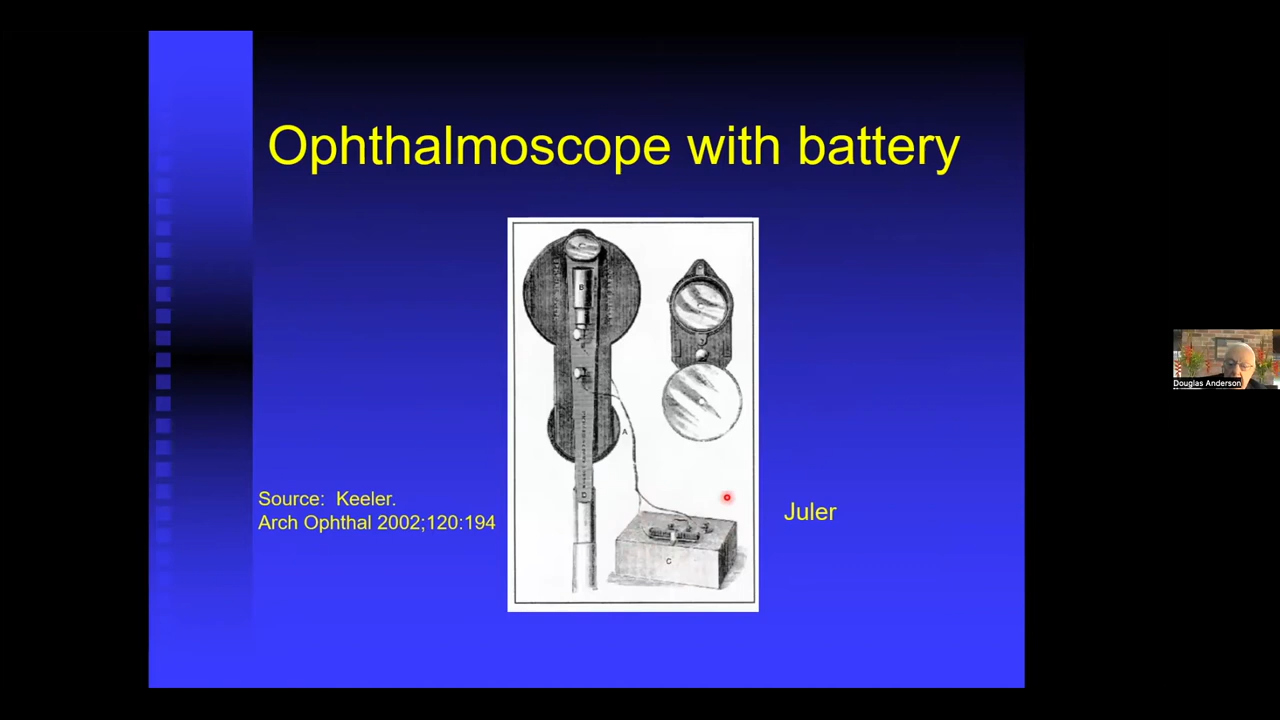 Ophthalmoscope with battery
B
A
D
C
Source: Keeler.
Arch Ophthal 2002;120:194
Juler
Douglas Anderson